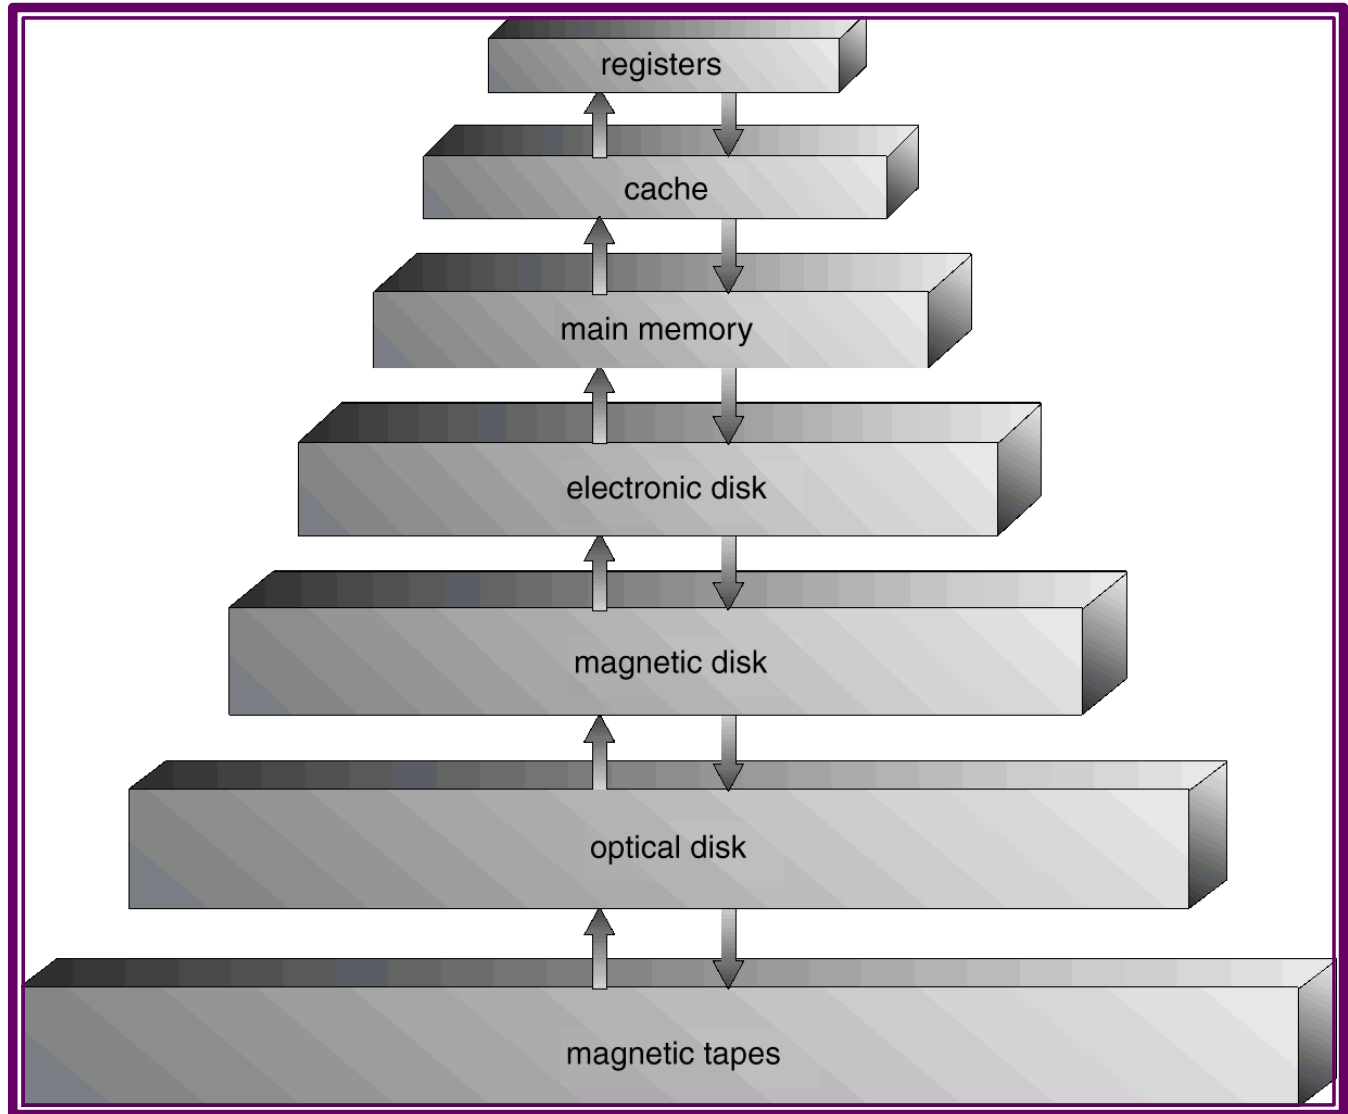 registers
cache
main memory
electronic disk
magnetic disk
optical disk
magnetic tapes